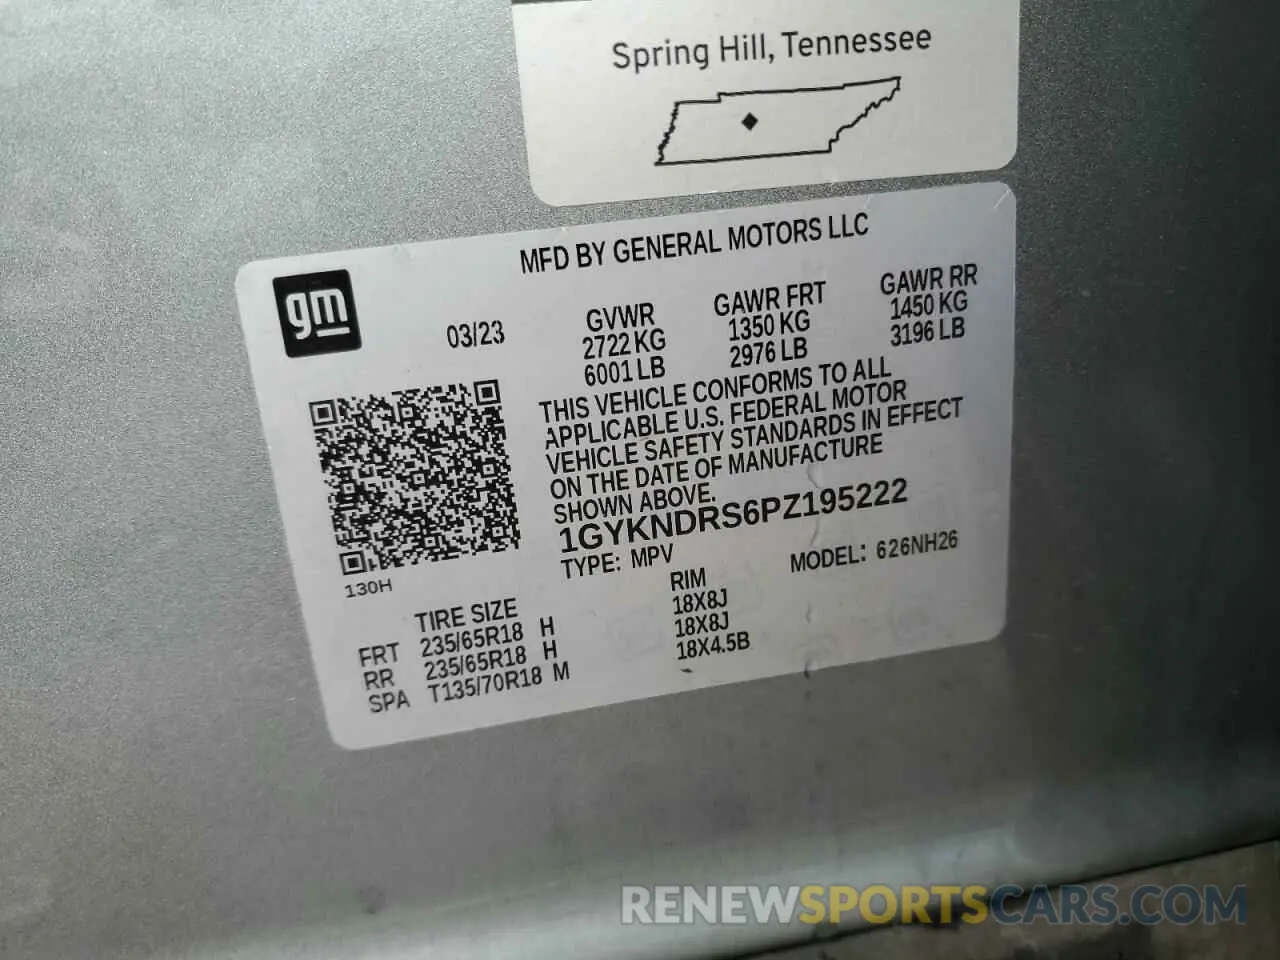 Spring Hill, Tennessee
MFD BY GENERAL MOTORS LLC
gm
03/23
GVWR
2722 KG
6001 LB
GAWR FRT
1350 KG
2976 LB
GAWR RR
1450 KG
3196 LB
THIS VEHICLE CONFORMS TO ALL
APPLICABLE U.S. FEDERAL MOTOR
VEHICLE SAFETY STANDARDS IN EFFECT
ON THE DATE OF MANUFACTURE
SHOWN ABOVE.
1GYKNDRS6PZ195222
TYPE: MPV
MODEL: 626NH26
130H
TIRE SIZE RIM
FRT 235/65R18 H 18X8J
RR 235/65R18 H 18X8J
SPA T135/70R18 M 18X4.5B
RENEWSPORTSCARS.COM